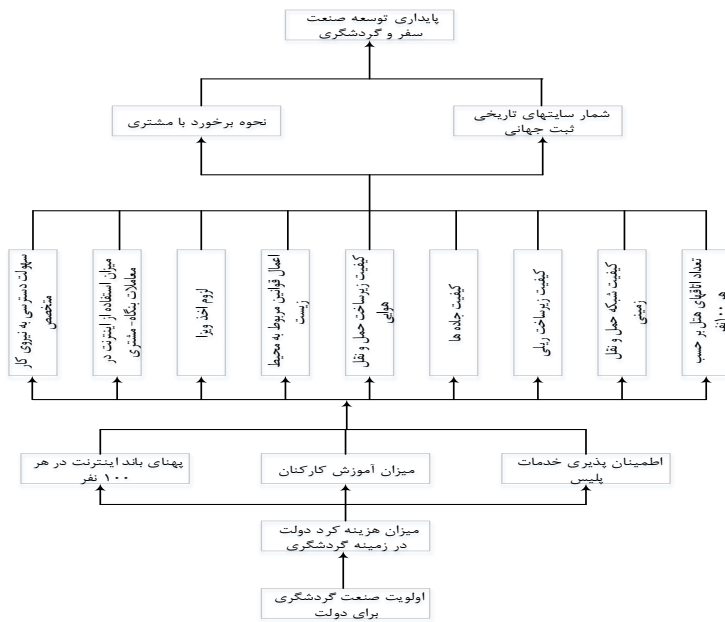 پایداری توسعه صنعت
سفر و گردشگری
شمار سایتهای تاریخی
ثبت جهانی
نحوه برخورد با مشتری
تعداد اتاقهای هتل بر حسب
هر ۱۰۰نفر
کیفیت شبکه حمل و نقل
زمینی
کیفیت زیرساخت ریلی
کیفیت جاده ها
کیفیت زیرساخت حمل و نقل
هوایی
اعمال قوانین مربوط به محیط
زیست
لزوم اخذ ویزا
میزان استفاده از اینترنت در
معاملات بنگاه- مشتری
سهولت دسترسی به نیروی کار
متخصص
اطمینان پذیری خدمات
پلیس
میزان آموزش کارکنان
پهنای باند اینترنت در هر
۱۰۰ نفر
میزان هزینه کرد دولت
در زمینه گردشگری
اولویت صنعت گردشگری
برای دولت